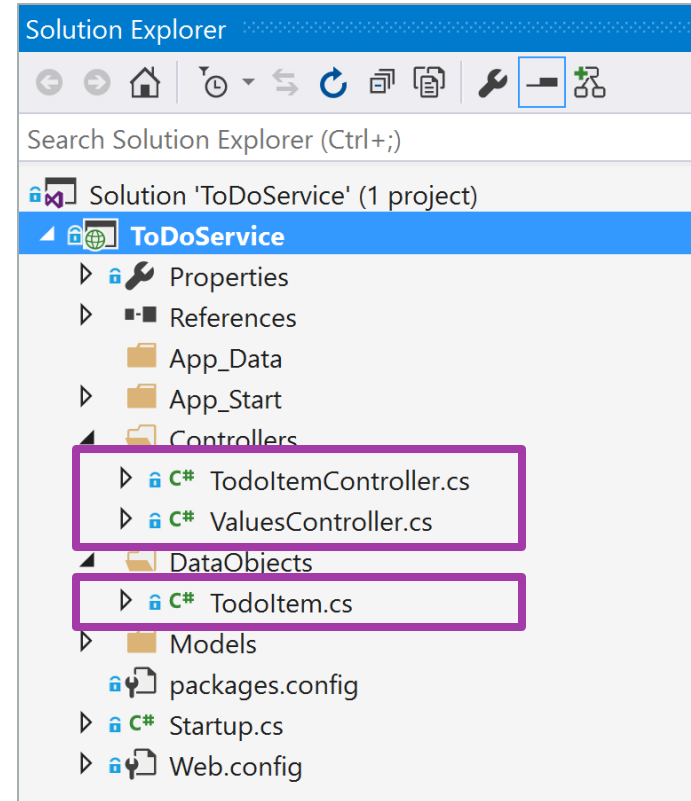 Solution Explorer
Search Solution Explorer (Ctrl+;)
Solution 'ToDoService' (1 project)
ToDoService
Properties
References
App_Data
App_Start
Controllers
C# TodoItemController.cs
C# ValuesController.cs
DataObjects
C# TodoItem.cs
Models
packages.config
C# Startup.cs
Web.config